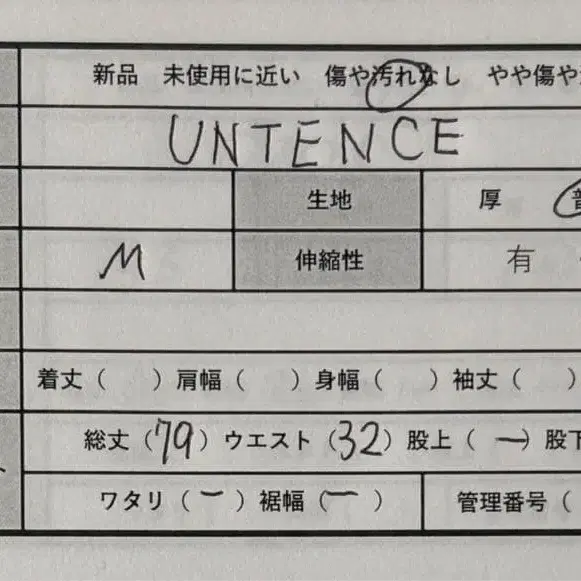 新品 未使用に近い 傷や汚れなし やや傷や
UNTENCE
生地 厚 普
M 伸縮性 有
着丈( ) 肩幅( ) 身幅( ) 袖丈( )
総丈(79) ウエスト(32) 股上(ー) 股下
ワタリ(ー) 裾幅(ー) 管理番号(